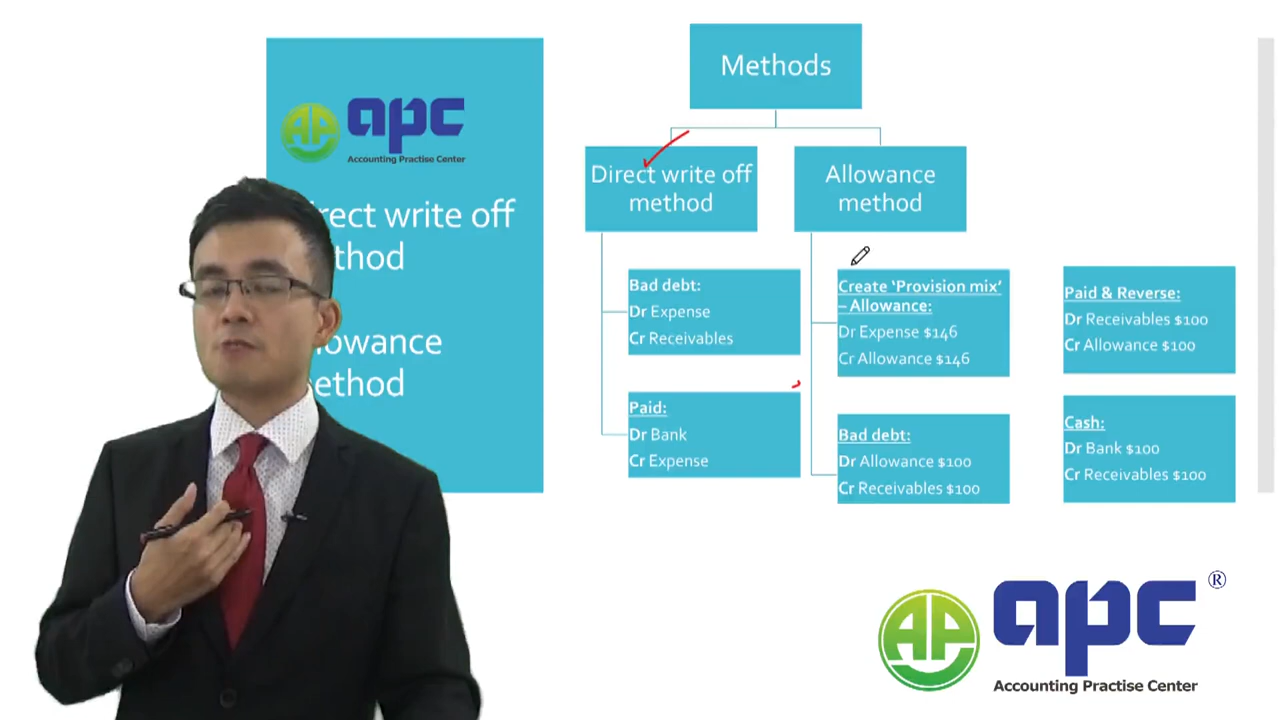 apc
Accounting Practise Center
rect write off
thod
lowance
ethod
Methods
Direct write off
method
Allowance
method
Bad debt:
Dr Expense
Cr Receivables
Paid:
Dr Bank
Cr Expense
Create ‘Provision mix’
– Allowance:
Dr Expense $146
Cr Allowance $146
Bad debt:
Dr Allowance $100
Cr Receivables $100
Paid & Reverse:
Dr Receivables $100
Cr Allowance $100
Cash:
Dr Bank $100
Cr Receivables $100
AP apc ®
Accounting Practise Center